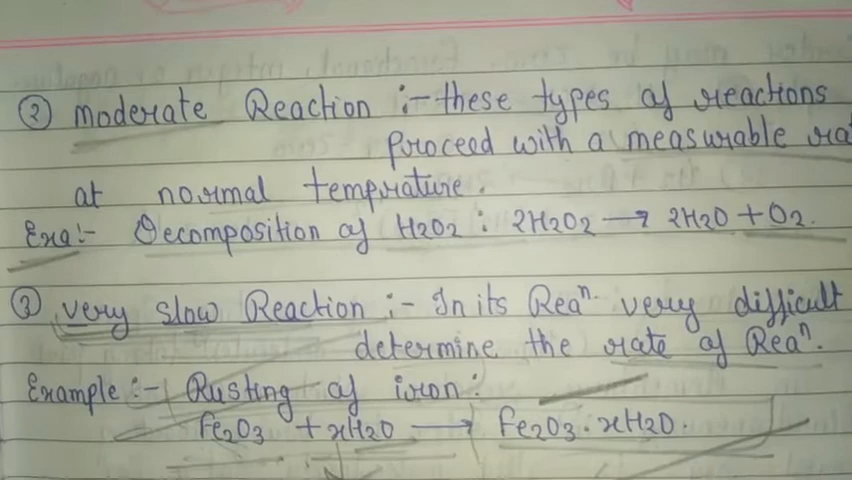 ② moderate Reaction :- these types of reactions
proceed with a measurable ra
at normal temprature.
Exa:- Decomposition of H2O2 : 2H2O2 → 2H2O + O2.
③ very slow Reaction :- In its Reaⁿ. very difficult
determine the rate of Reaⁿ.
Example :- Rusting of iron :
Fe2O3 + xH2O → Fe2O3 . xH2O.